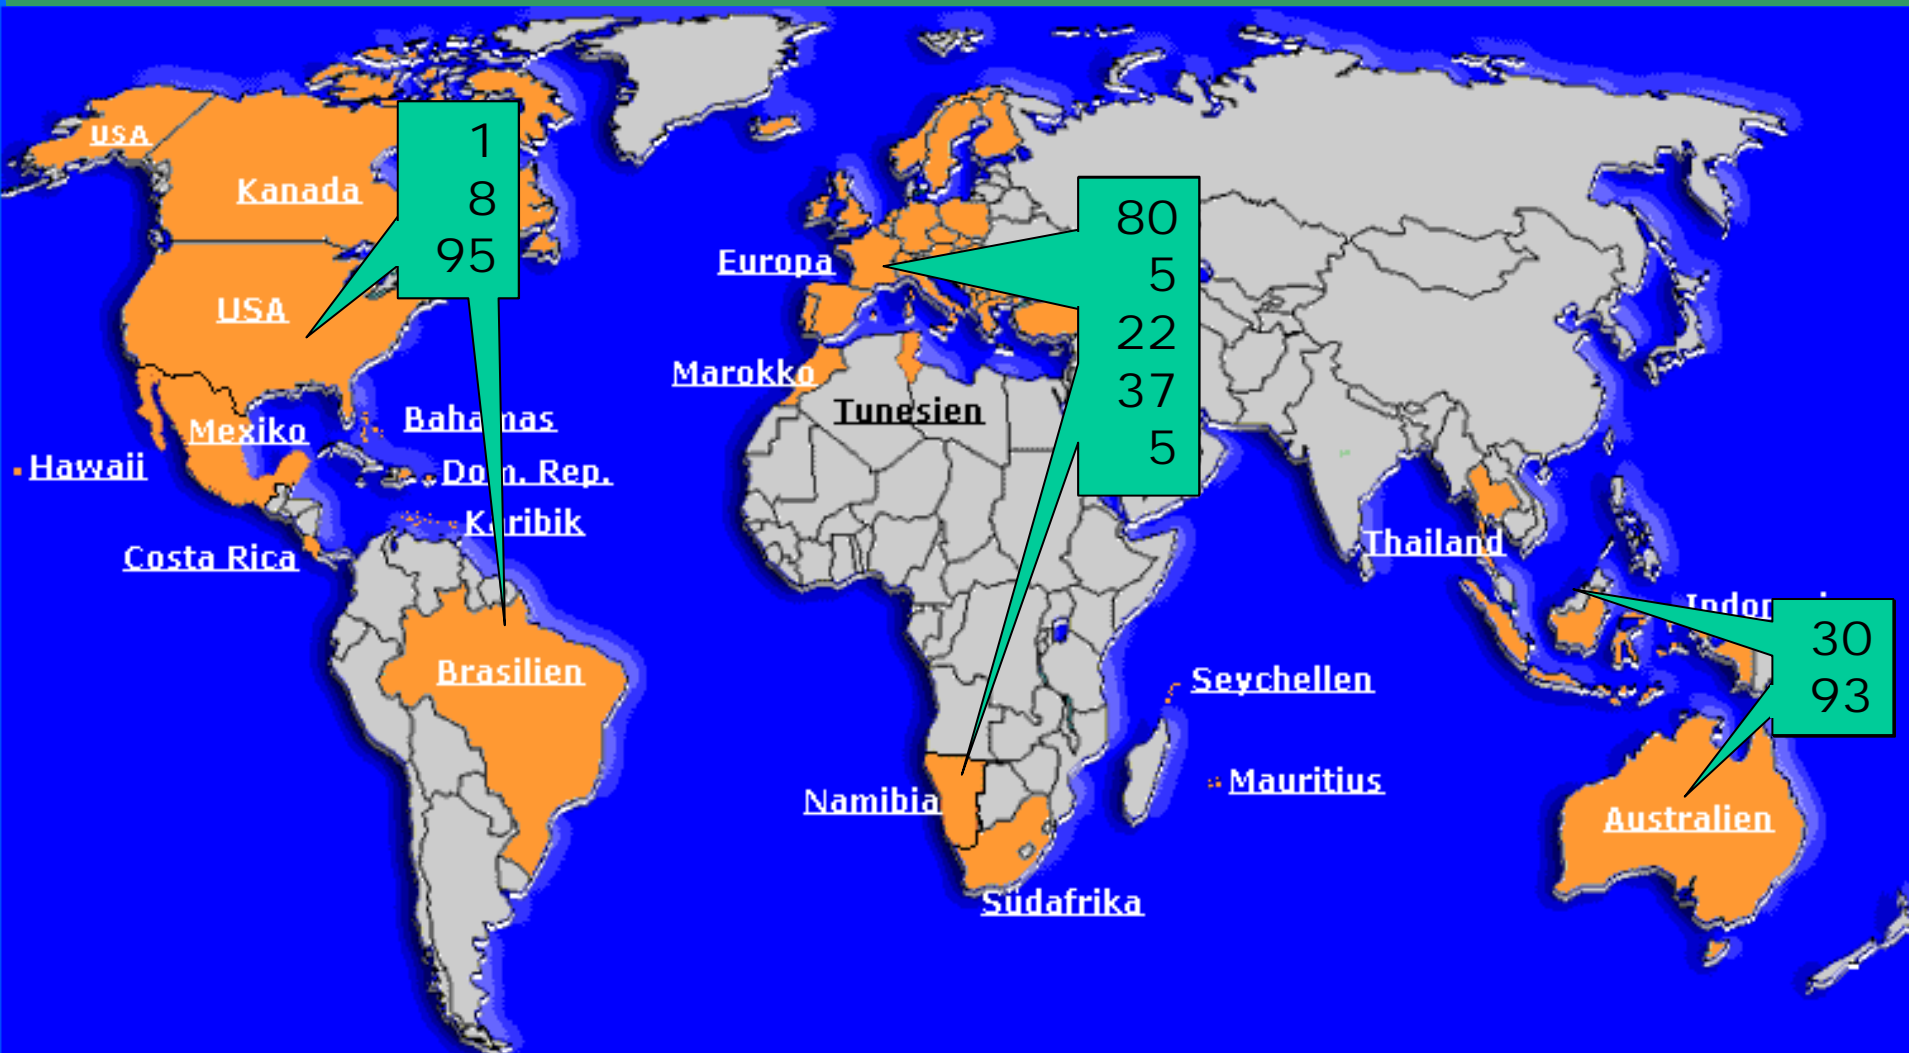 USA
Kanada
USA
Mexiko
Hawaii
Bahamas
Dom. Rep.
Karibik
Costa Rica
Brasilien
1
8
95
Europa
Marokko
Tunesien
80
5
22
37
5
Namibia
Südafrika
Seychellen
Mauritius
Thailand
30
93
Australien